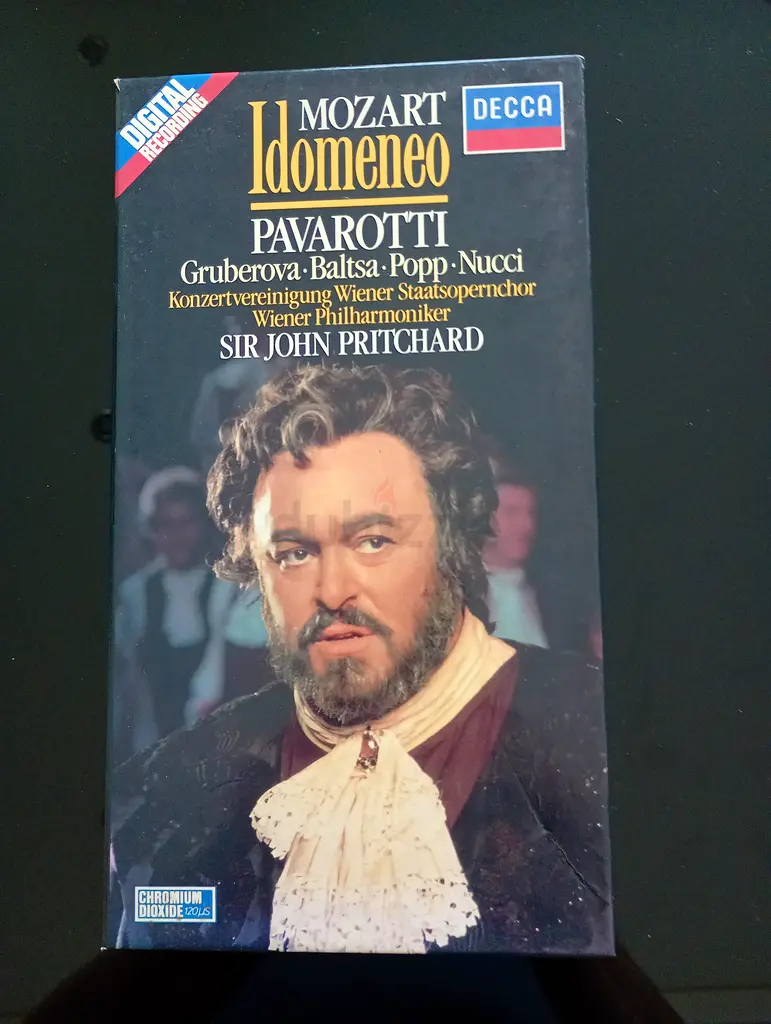 DIGITAL
RECORDING
MOZART
DECCA
Idomeneo
PAVAROTTI
Gruberova·Baltsa·Popp·Nucci
Konzertvereinigung Wiener Staatsopernchor
Wiener Philharmoniker
SIR JOHN PRITCHARD
dubizzle
CHROMIUM
DIOXIDE 120µS